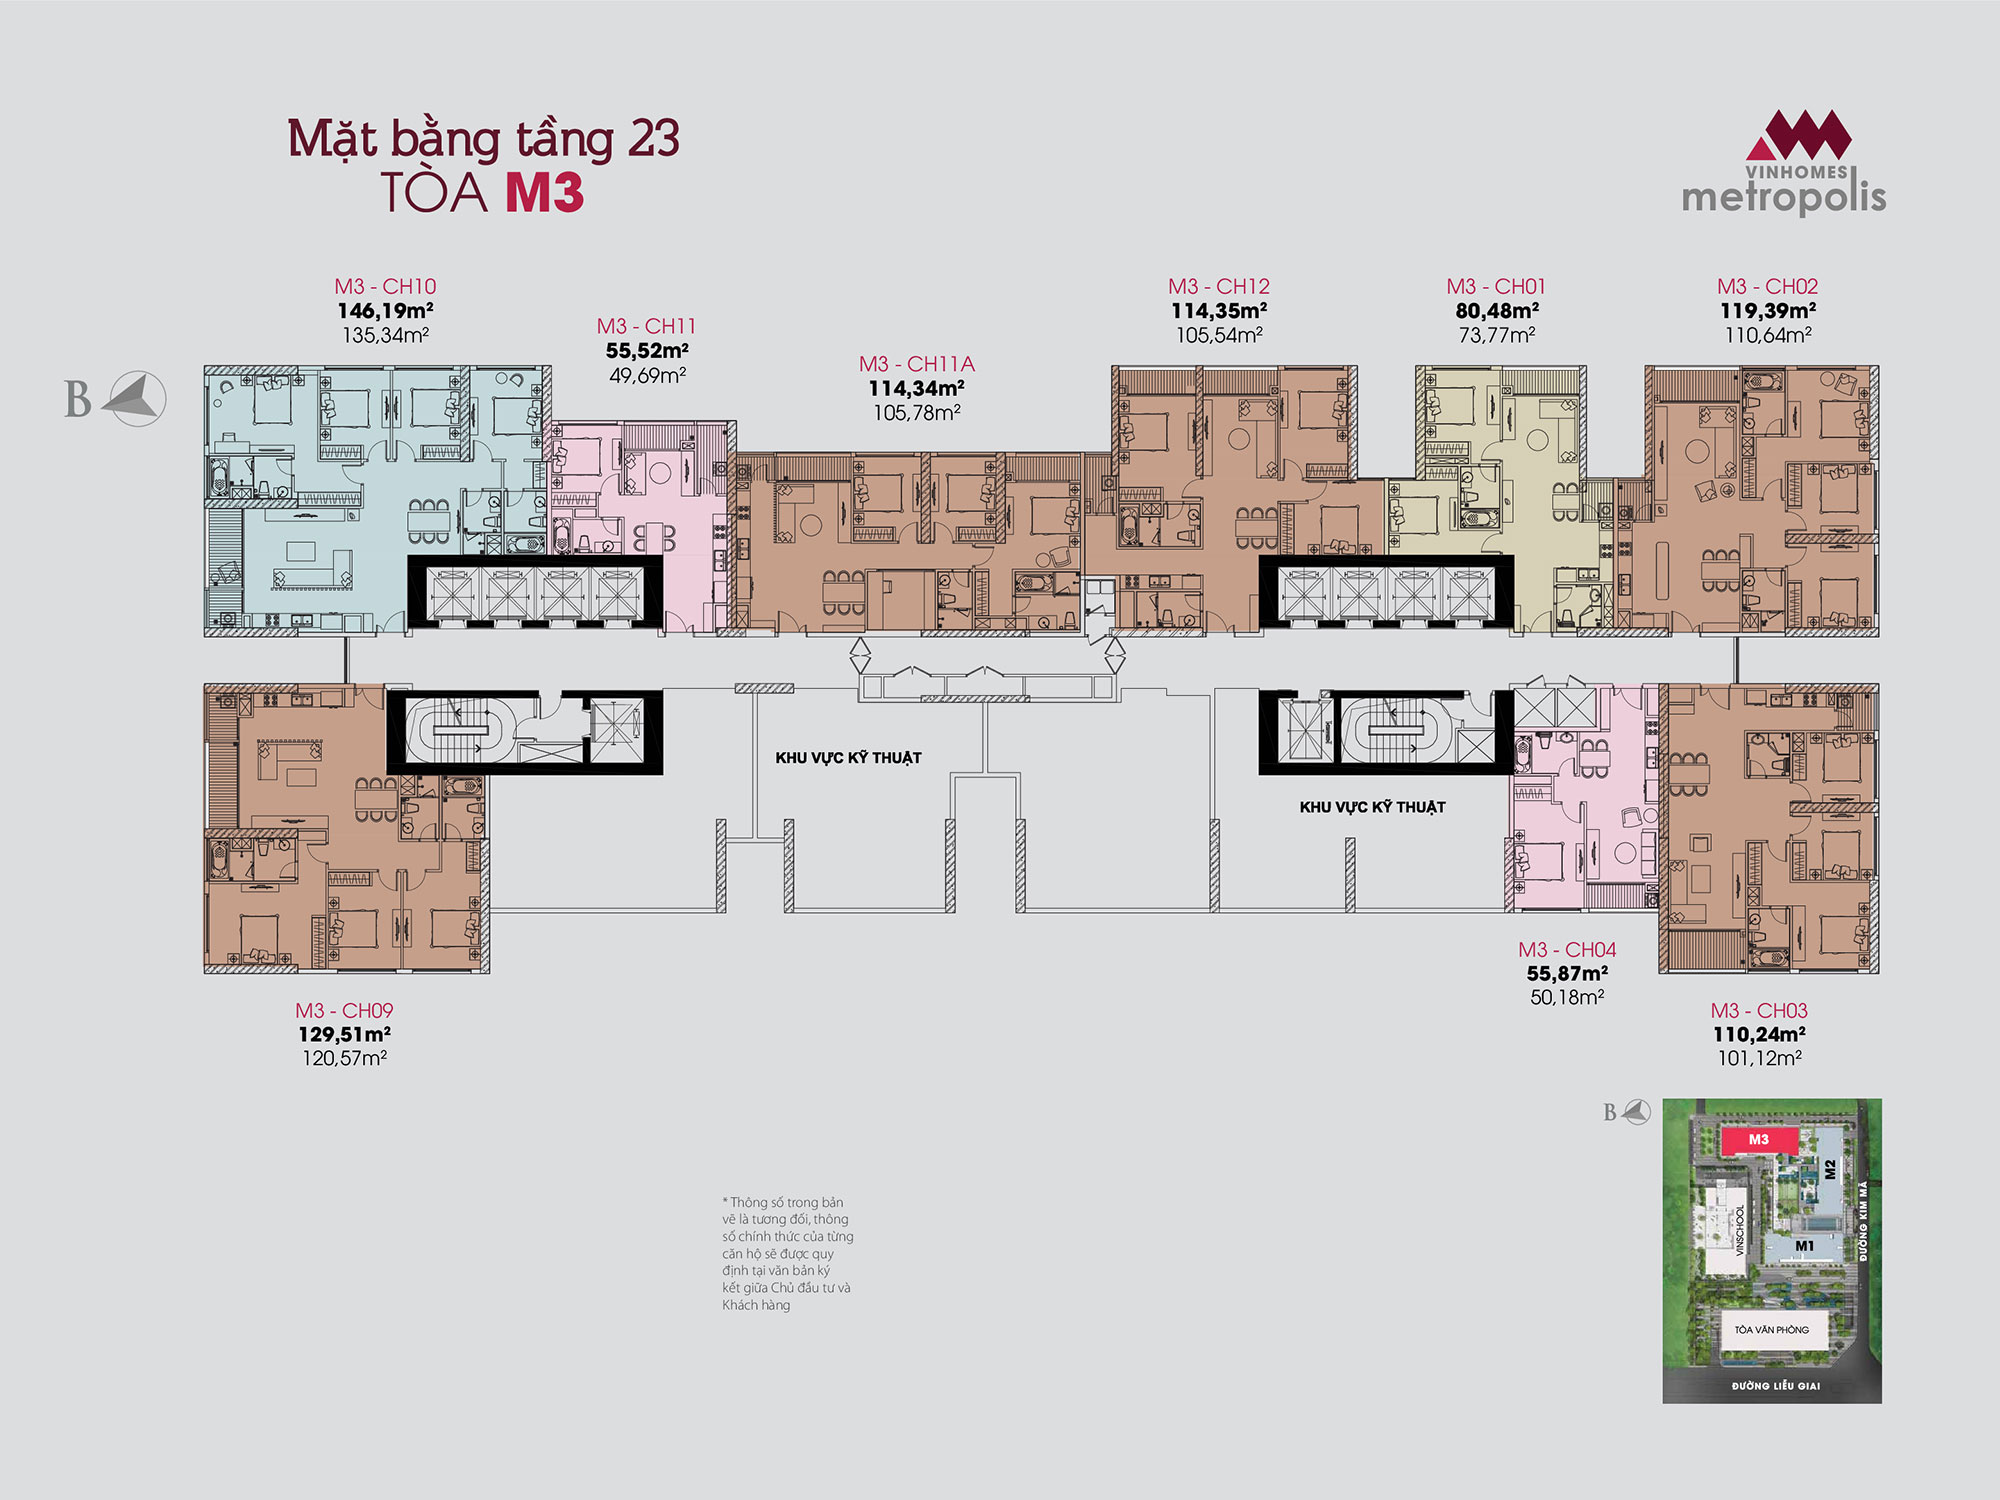 Mặt bằng tầng 23
TÒA M3
VINHOMES
metropolis
M3 - CH10
146,19m²
135,34m²
M3 - CH11
55,52m²
49,69m²
M3 - CH11A
114,34m²
105,78m²
M3 - CH12
114,35m²
105,54m²
M3 - CH01
80,48m²
73,77m²
M3 - CH02
119,39m²
110,64m²
B
KHU VỰC KỸ THUẬT
KHU VỰC KỸ THUẬT
M3 - CH09
129,51m²
120,57m²
M3 - CH04
55,87m²
50,18m²
M3 - CH03
110,24m²
101,12m²
B
M3
M2
ĐƯỜNG KIM MÃ
VINSCHOOL
M1
TÒA VĂN PHÒNG
ĐƯỜNG LIỄU GIAI
* Thông số trong bản
vẽ là tương đối, thông
số chính thức của từng
căn hộ sẽ được quy
định tại văn bản ký
kết giữa Chủ đầu tư và
Khách hàng